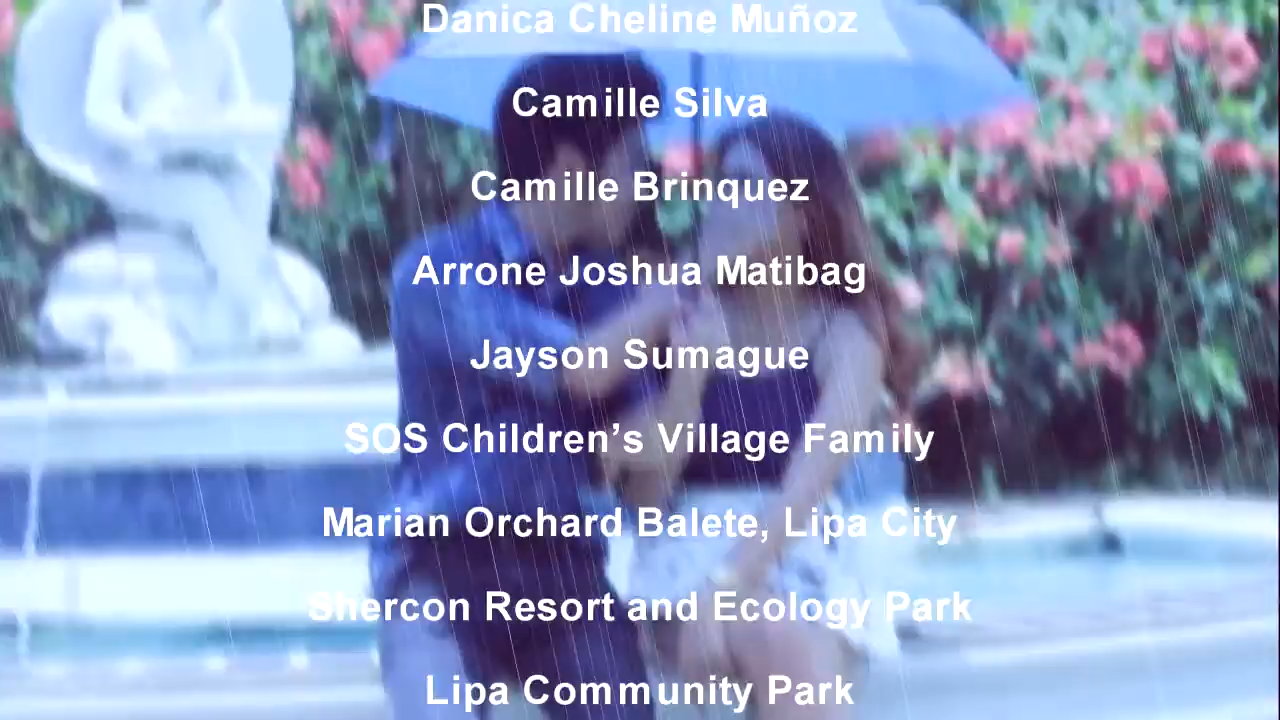 Danica Cheline Muñoz
Camille Silva
Camille Brinquez
Arrone Joshua Matibag
Jayson Sumague
SOS Children’s Village Family
Marian Orchard Balete, Lipa City
Shercon Resort and Ecology Park
Lipa Community Park